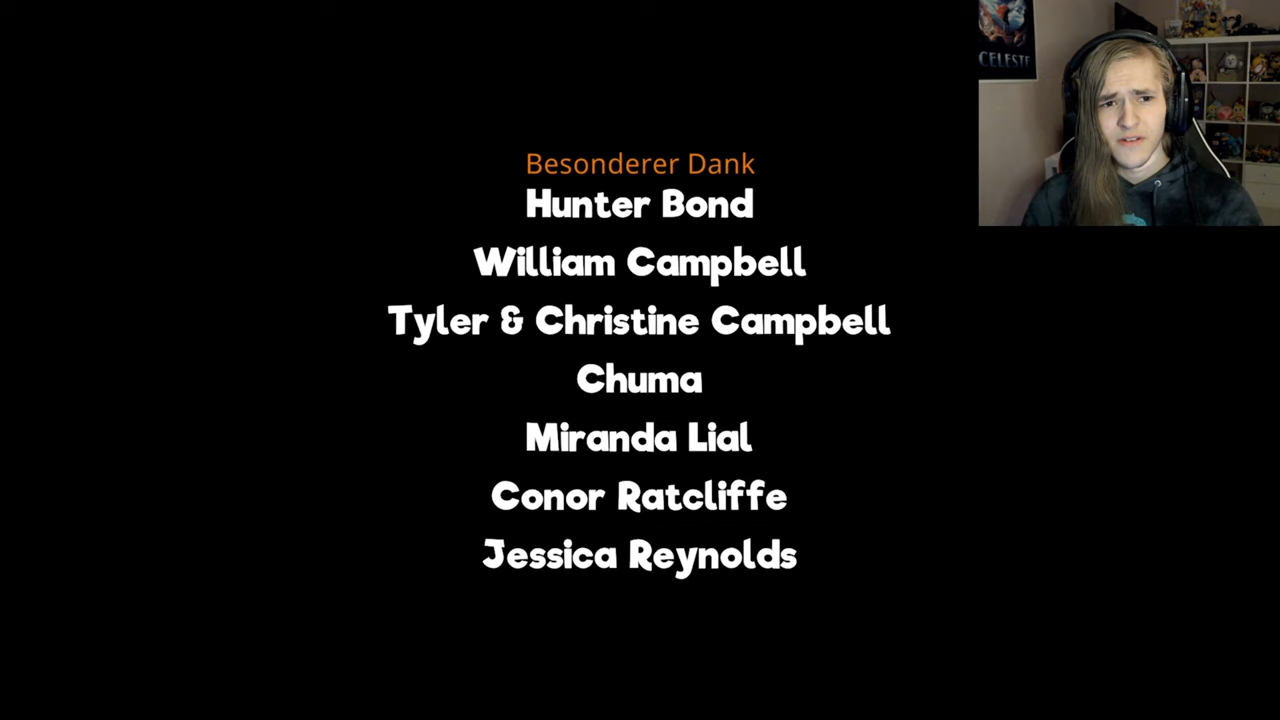 CELESTE
Besonderer Dank
Hunter Bond
William Campbell
Tyler & Christine Campbell
Chuma
Miranda Lial
Conor Ratcliffe
Jessica Reynolds